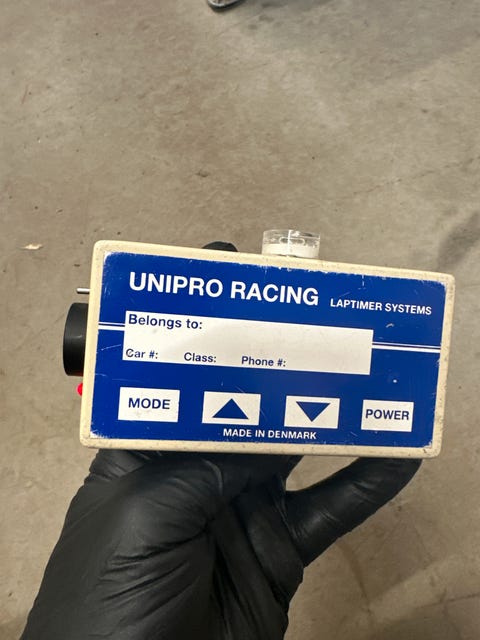 UNIPRO RACING LAPTIMER SYSTEMS
Belongs to:
Car #: Class: Phone #:
MODE POWER
MADE IN DENMARK